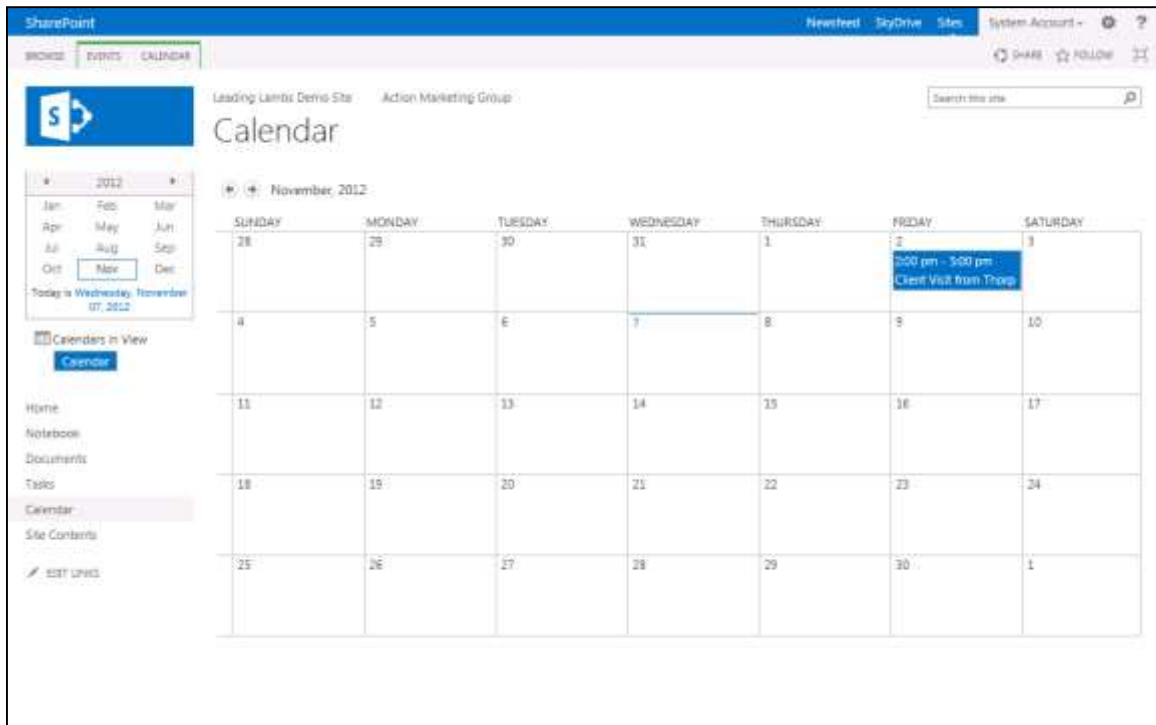 SharePoint
Newsfeed SkyDrive Sites System Account ?
BROWSE EVENTS CALENDAR
SHARE FOLLOW
S
Leading Lambs Demo Site Action Marketing Group
Search this site
Calendar
2012
Jan Feb Mar
Apr May Jun
Jul Aug Sep
Oct Nov Dec
Today is Wednesday, November
07, 2012
Calendars in View
Calendar
Home
Notebook
Documents
Tasks
Calendar
Site Contents
EDIT LINKS
November, 2012
SUNDAY MONDAY TUESDAY WEDNESDAY THURSDAY FRIDAY SATURDAY
28 29 30 31 1 2 3
2:00 pm - 5:00 pm
Client Visit from Thorp
4 5 6 7 8 9 10
11 12 13 14 15 16 17
18 19 20 21 22 23 24
25 26 27 28 29 30 1